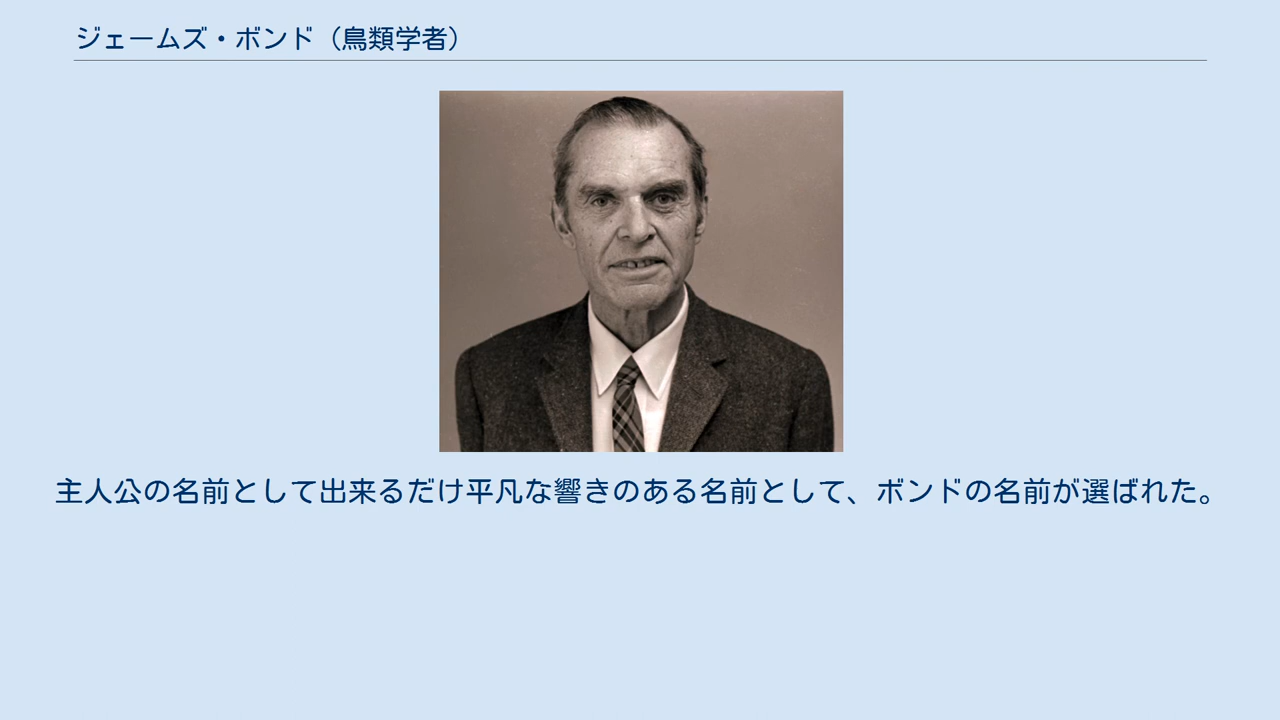 ジェームズ・ボンド（鳥類学者）
主人公の名前として出来るだけ平凡な響きのある名前として、ボンドの名前が選ばれた。